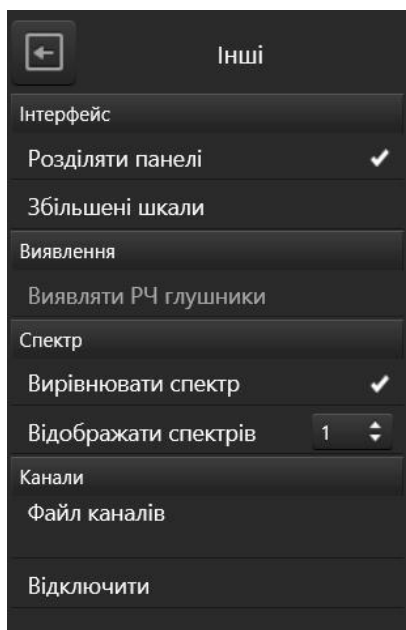 Інші
Інтерфейс
Розділяти панелі
Збільшені шкали
Виявлення
Виявляти РЧ глушники
Спектр
Вирівнювати спектр
Відображати спектрів 1
Канали
Файл каналів
Відключити